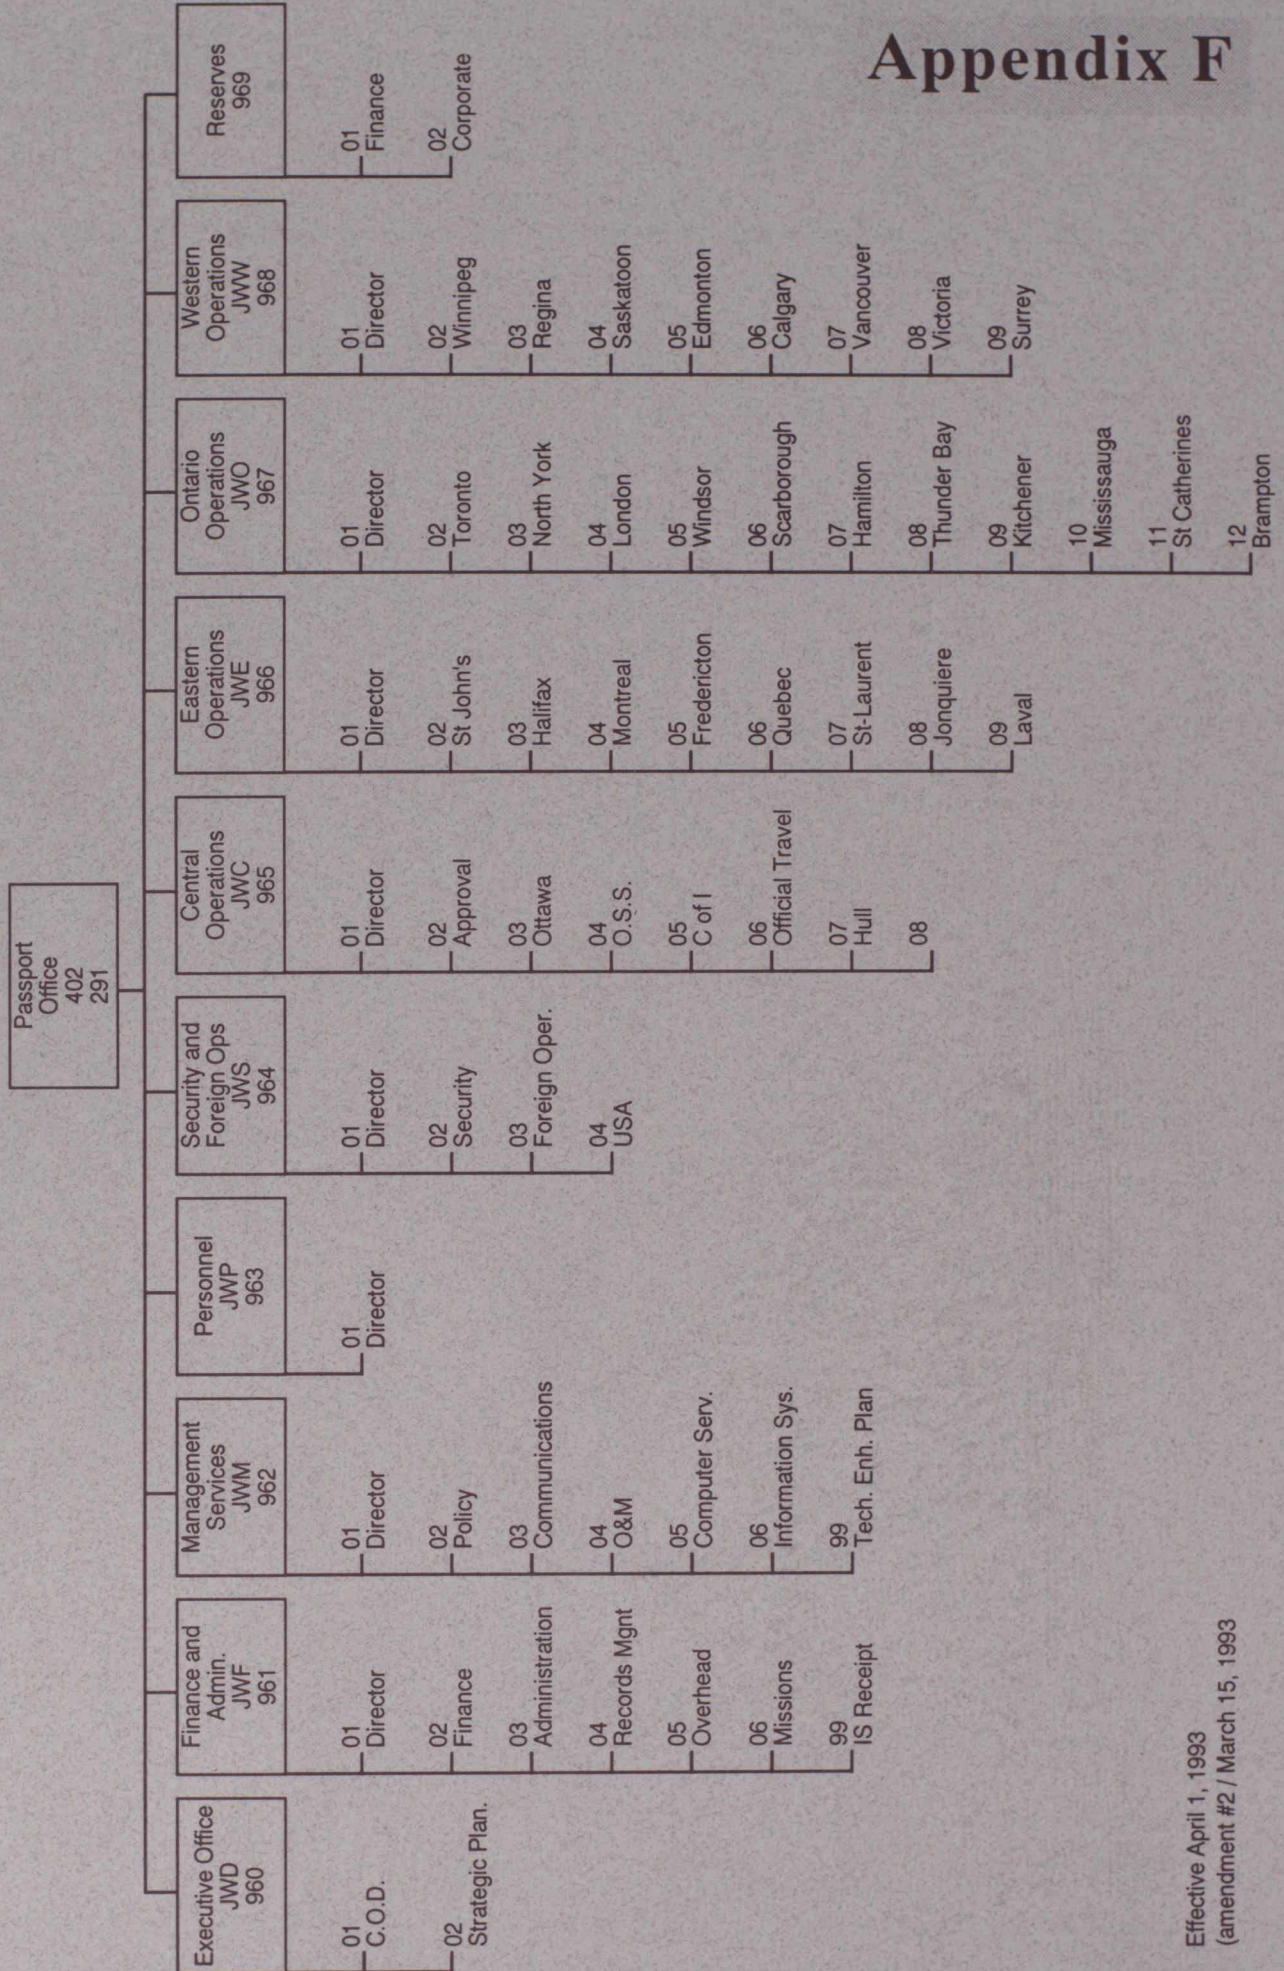 Appendix F
Passport
Office
402
291
Executive Office
JWD
960
01
C.O.D.
02
Strategic Plan.
Finance and
Admin.
JWF
961
01
Director
02
Finance
03
Administration
04
Records Mgnt
05
Overhead
06
Missions
99
IS Receipt
Management
Services
JWM
962
01
Director
02
Policy
03
Communications
04
O&M
05
Computer Serv.
06
Information Sys.
99
Tech. Enh. Plan
Personnel
JWP
963
01
Director
Security and
Foreign Ops
JWS
964
01
Director
02
Security
03
Foreign Oper.
04
USA
Central
Operations
JWC
965
01
Director
02
Approval
03
Ottawa
04
O.S.S.
05
C of I
06
Official Travel
07
Hull
08
Eastern
Operations
JWE
966
01
Director
02
St John's
03
Halifax
04
Montreal
05
Fredericton
06
Quebec
07
St-Laurent
08
Jonquiere
09
Laval
Ontario
Operations
JWO
967
01
Director
02
Toronto
03
North York
04
London
05
Windsor
06
Scarborough
07
Hamilton
08
Thunder Bay
09
Kitchener
10
Mississauga
11
St Catherines
12
Brampton
Western
Operations
JWW
968
01
Director
02
Winnipeg
03
Regina
04
Saskatoon
05
Edmonton
06
Calgary
07
Vancouver
08
Victoria
09
Surrey
Reserves
969
01
Finance
02
Corporate
Effective April 1, 1993
(amendment #2 / March 15, 1993